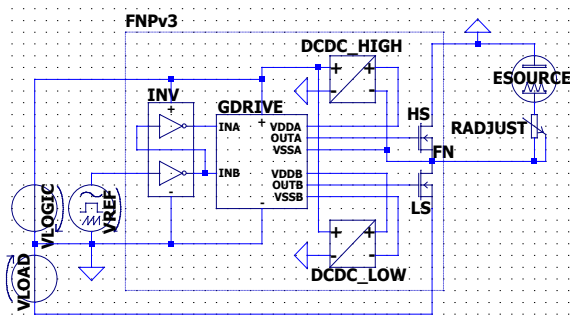 FNPv3
DCDC_HIGH
+ +
- -
ESOURCE
INV
+
GDRIVE
+
HS
RADJUST
INA
VDDA
OUTA
VSSA
FN
INB
VDDB
OUTB
VSSB
-
-
LS
VLOGIC
VREF
+ +
- -
DCDC_LOW
VLOAD